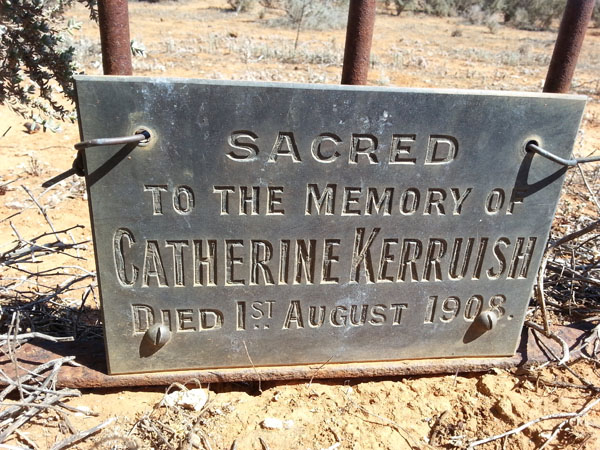 SACRED
TO THE MEMORY OF
CATHERINE KERRUISH
DIED 1ST. AUGUST 1908.